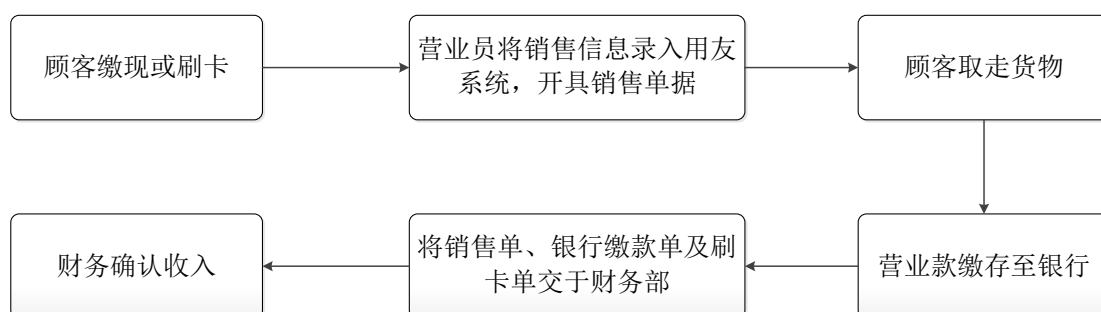 顾客缴现或刷卡
营业员将销售信息录入用友
系统，开具销售单据
顾客取走货物
营业款缴存至银行
将销售单、银行缴款单及刷
卡单交于财务部
财务确认收入